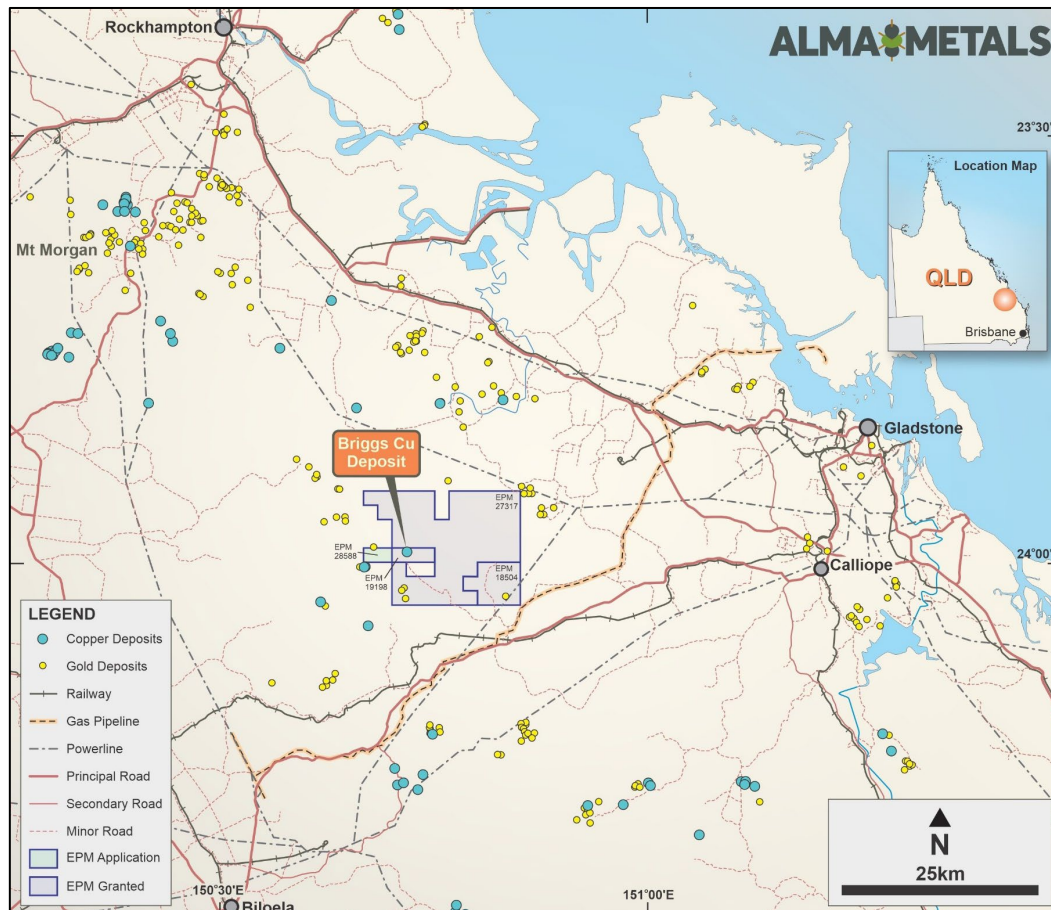 Rockhampton
ALMA METALS
23°30'
Location Map
QLD
Brisbane
Mt Morgan
Briggs Cu
Deposit
Gladstone
EPM
27317
EPM
28588
EPM
19198
EPM
18504
24°00'
Calliope
LEGEND
Copper Deposits
Gold Deposits
Railway
Gas Pipeline
Powerline
Principal Road
Secondary Road
Minor Road
EPM Application
EPM Granted
N
25km
150°30'E
151°00'E
Biloela